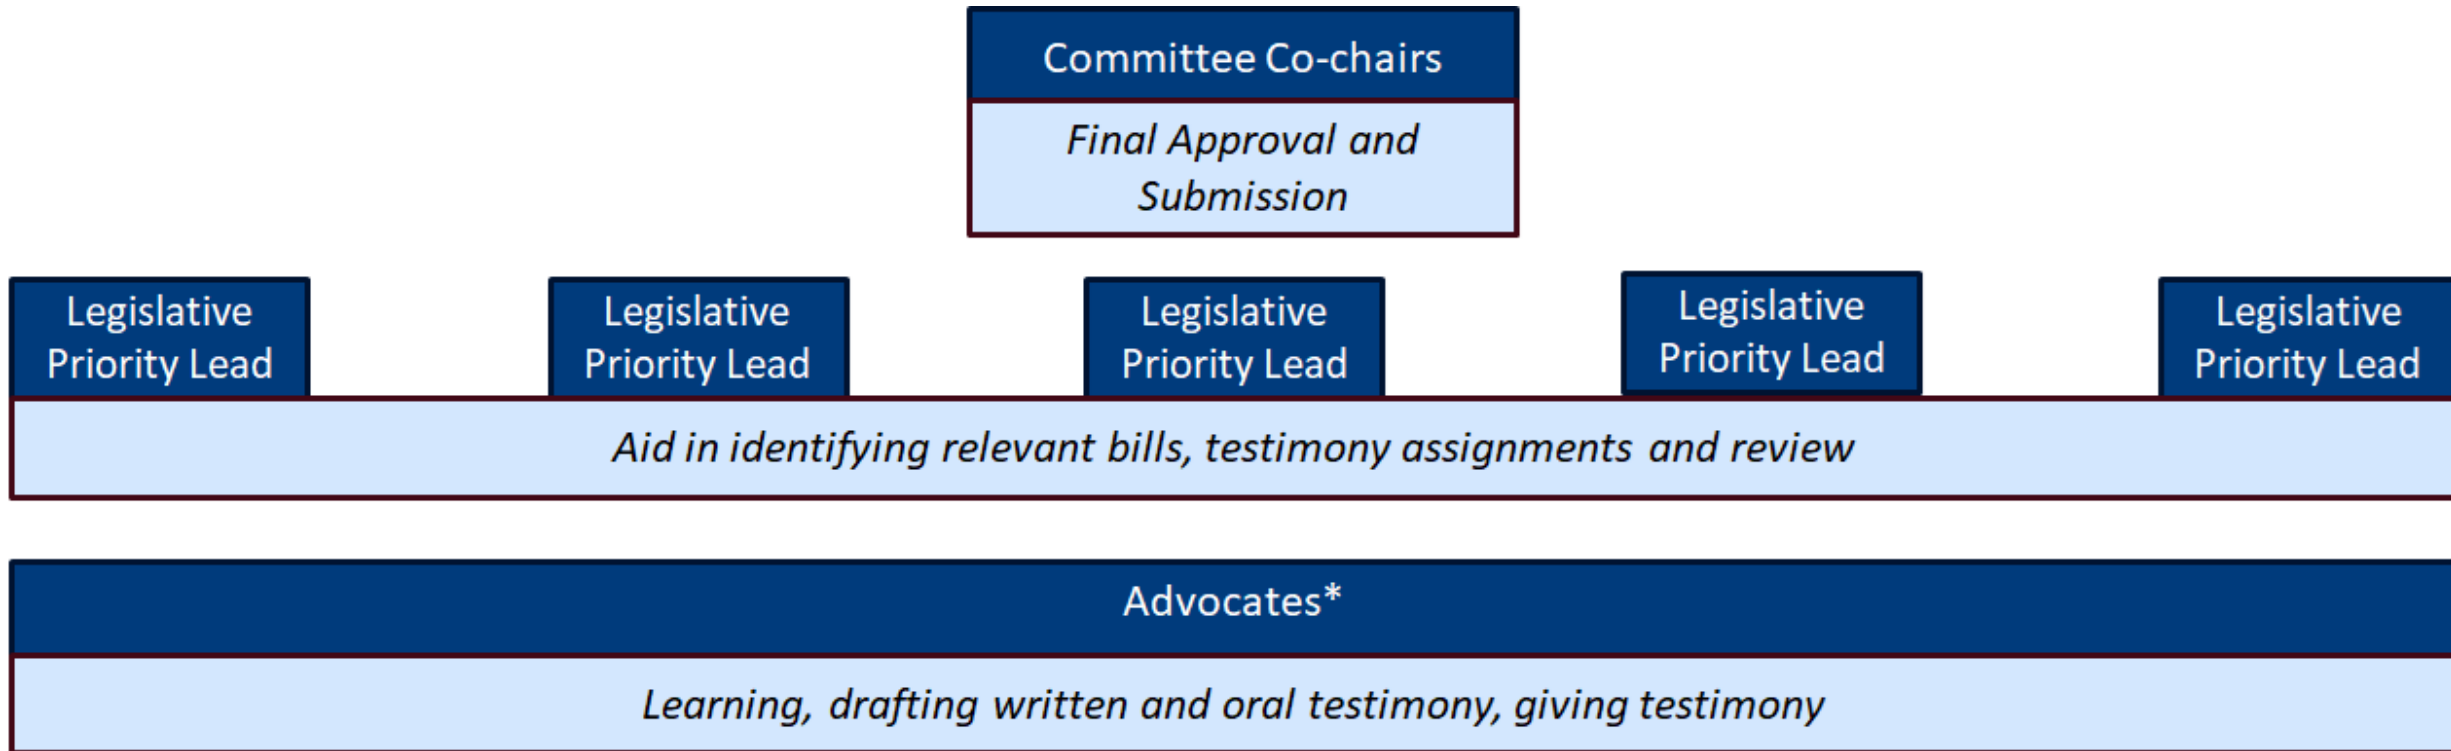 Committee Co-chairs
Final Approval and
Submission
Legislative
Priority Lead
Legislative
Priority Lead
Legislative
Priority Lead
Legislative
Priority Lead
Legislative
Priority Lead
Aid in identifying relevant bills, testimony assignments and review
Advocates*
Learning, drafting written and oral testimony, giving testimony